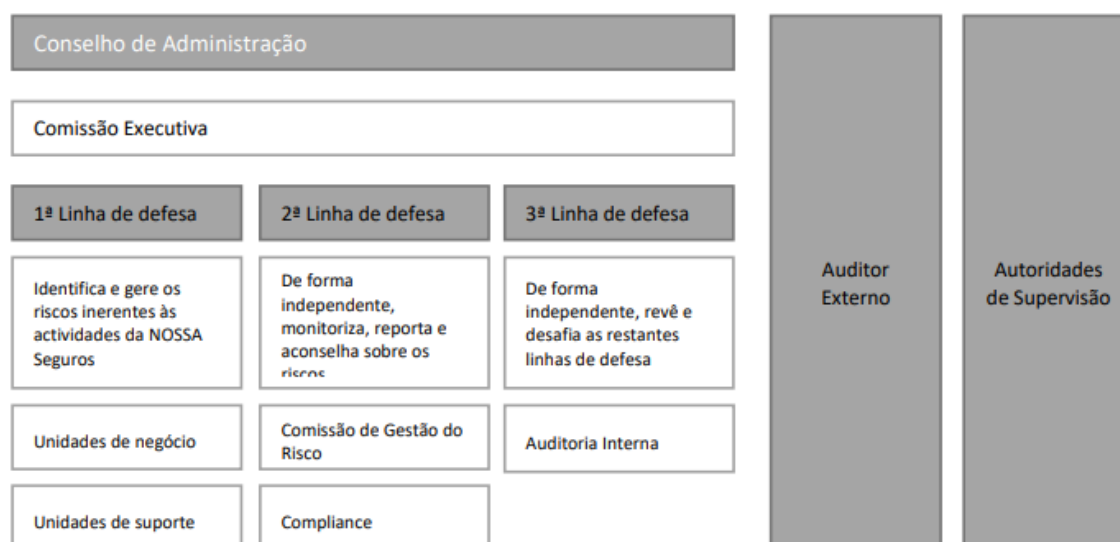 Conselho de Administração
Comissão Executiva
1ª Linha de defesa
Identifica e gere os
riscos inerentes às
actividades da NOSSA
Seguros
Unidades de negócio
Unidades de suporte
2ª Linha de defesa
De forma
independente,
monitoriza, reporta e
aconselha sobre os
riscos
Comissão de Gestão do
Risco
Compliance
3ª Linha de defesa
De forma
independente, revê e
desafia as restantes
linhas de defesa
Auditoria Interna
Auditor
Externo
Autoridades
de Supervisão